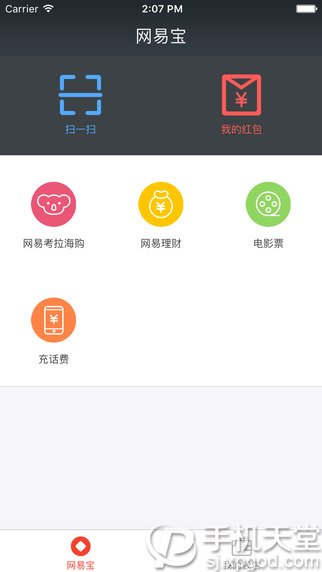 Carrier 2:07 PM
网易宝
扫一扫 我的红包
¥
网易考拉海购 网易理财 电影票
充话费
手机天堂
网易宝
sjxyx.com